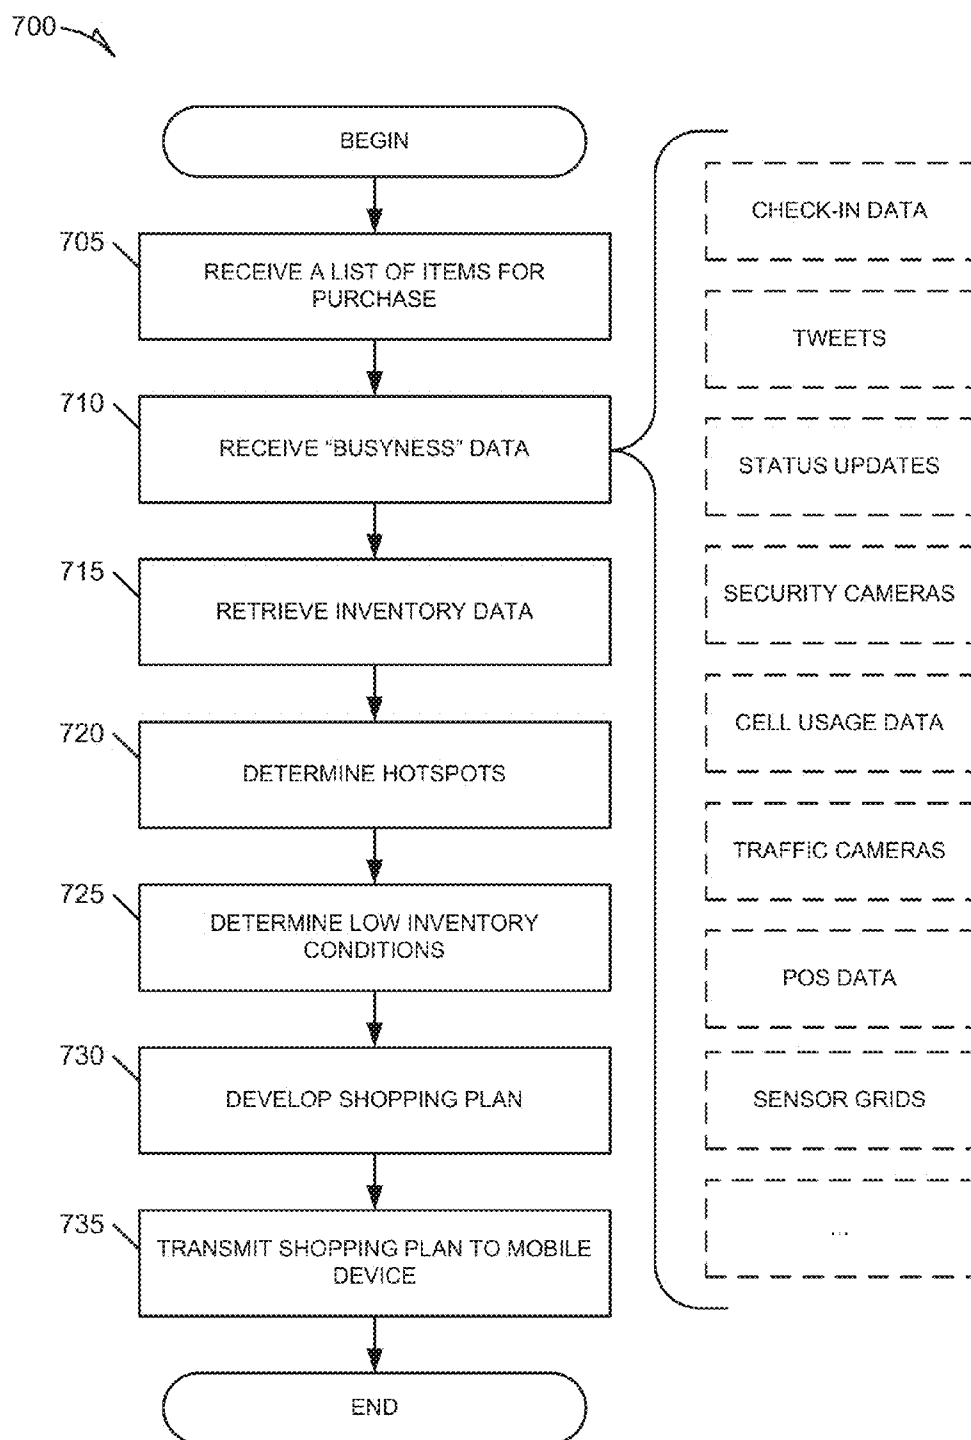 700
BEGIN
705
RECEIVE A LIST OF ITEMS FOR
PURCHASE
710
RECEIVE "BUSYNESS" DATA
715
RETRIEVE INVENTORY DATA
720
DETERMINE HOTSPOTS
725
DETERMINE LOW INVENTORY
CONDITIONS
730
DEVELOP SHOPPING PLAN
735
TRANSMIT SHOPPING PLAN TO MOBILE
DEVICE
END
CHECK-IN DATA
TWEETS
STATUS UPDATES
SECURITY CAMERAS
CELL USAGE DATA
TRAFFIC CAMERAS
POS DATA
SENSOR GRIDS
...